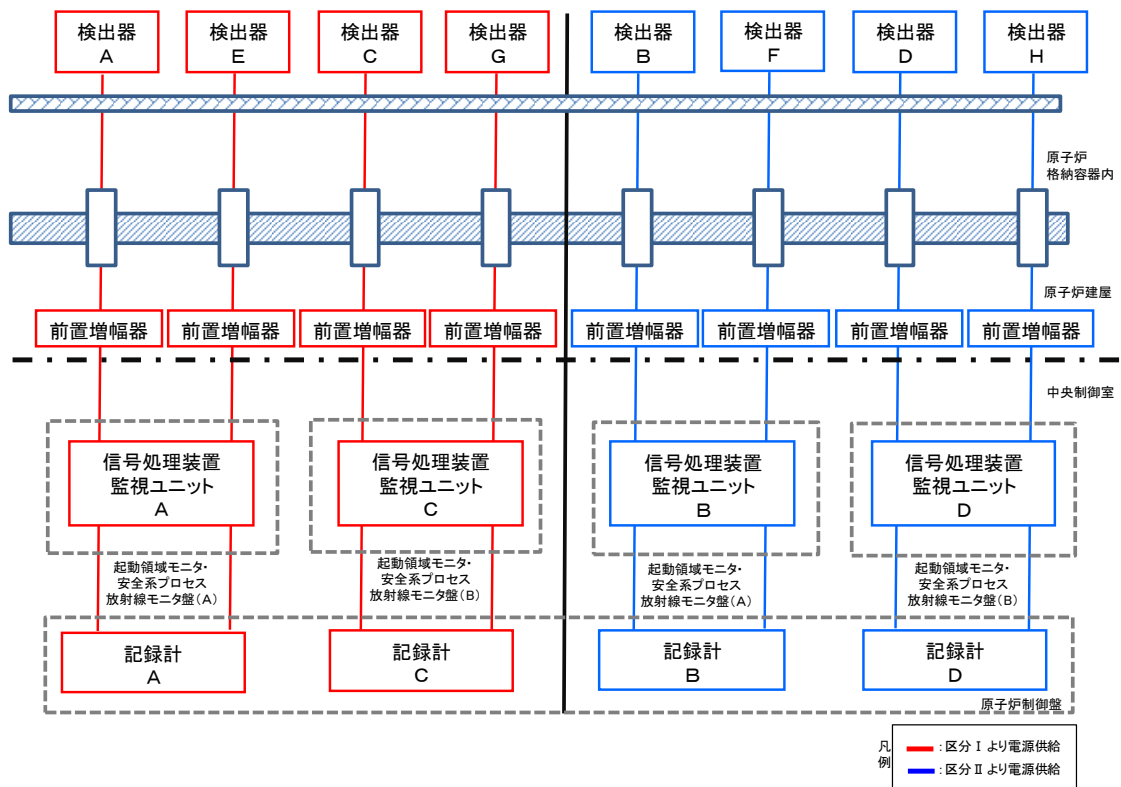 検出器
A
検出器
E
検出器
C
検出器
G
検出器
B
検出器
F
検出器
D
検出器
H
原子炉
格納容器内
原子炉建屋
前置増幅器
前置増幅器
前置増幅器
前置増幅器
前置増幅器
前置増幅器
前置増幅器
前置増幅器
中央制御室
信号処理装置
監視ユニット
A
信号処理装置
監視ユニット
C
信号処理装置
監視ユニット
B
信号処理装置
監視ユニット
D
起動領域モニタ・
安全系プロセス
放射線モニタ盤(A)
起動領域モニタ・
安全系プロセス
放射線モニタ盤(B)
起動領域モニタ・
安全系プロセス
放射線モニタ盤(A)
起動領域モニタ・
安全系プロセス
放射線モニタ盤(B)
記録計
A
記録計
C
記録計
B
記録計
D
原子炉制御盤
凡
例
:区分Ⅰより電源供給
:区分Ⅱより電源供給